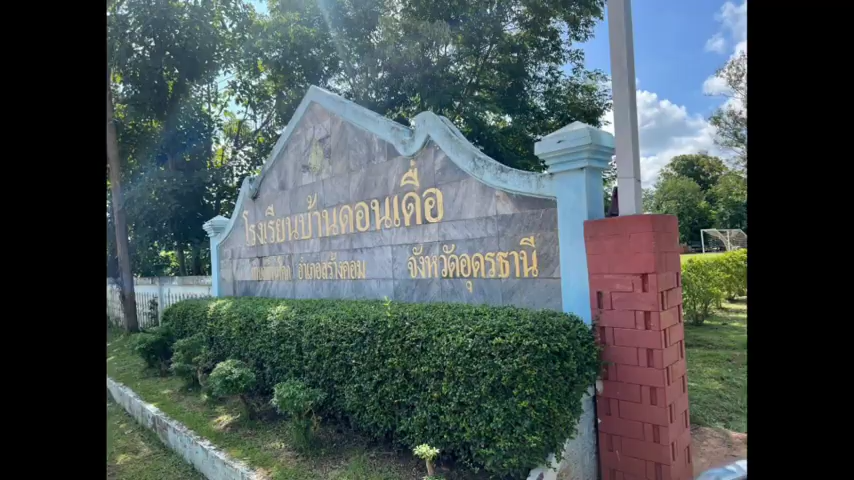 โรงเรียนบ้านดอนเดื่อ
อำเภอสร้างคอม จังหวัดอุดรธานี